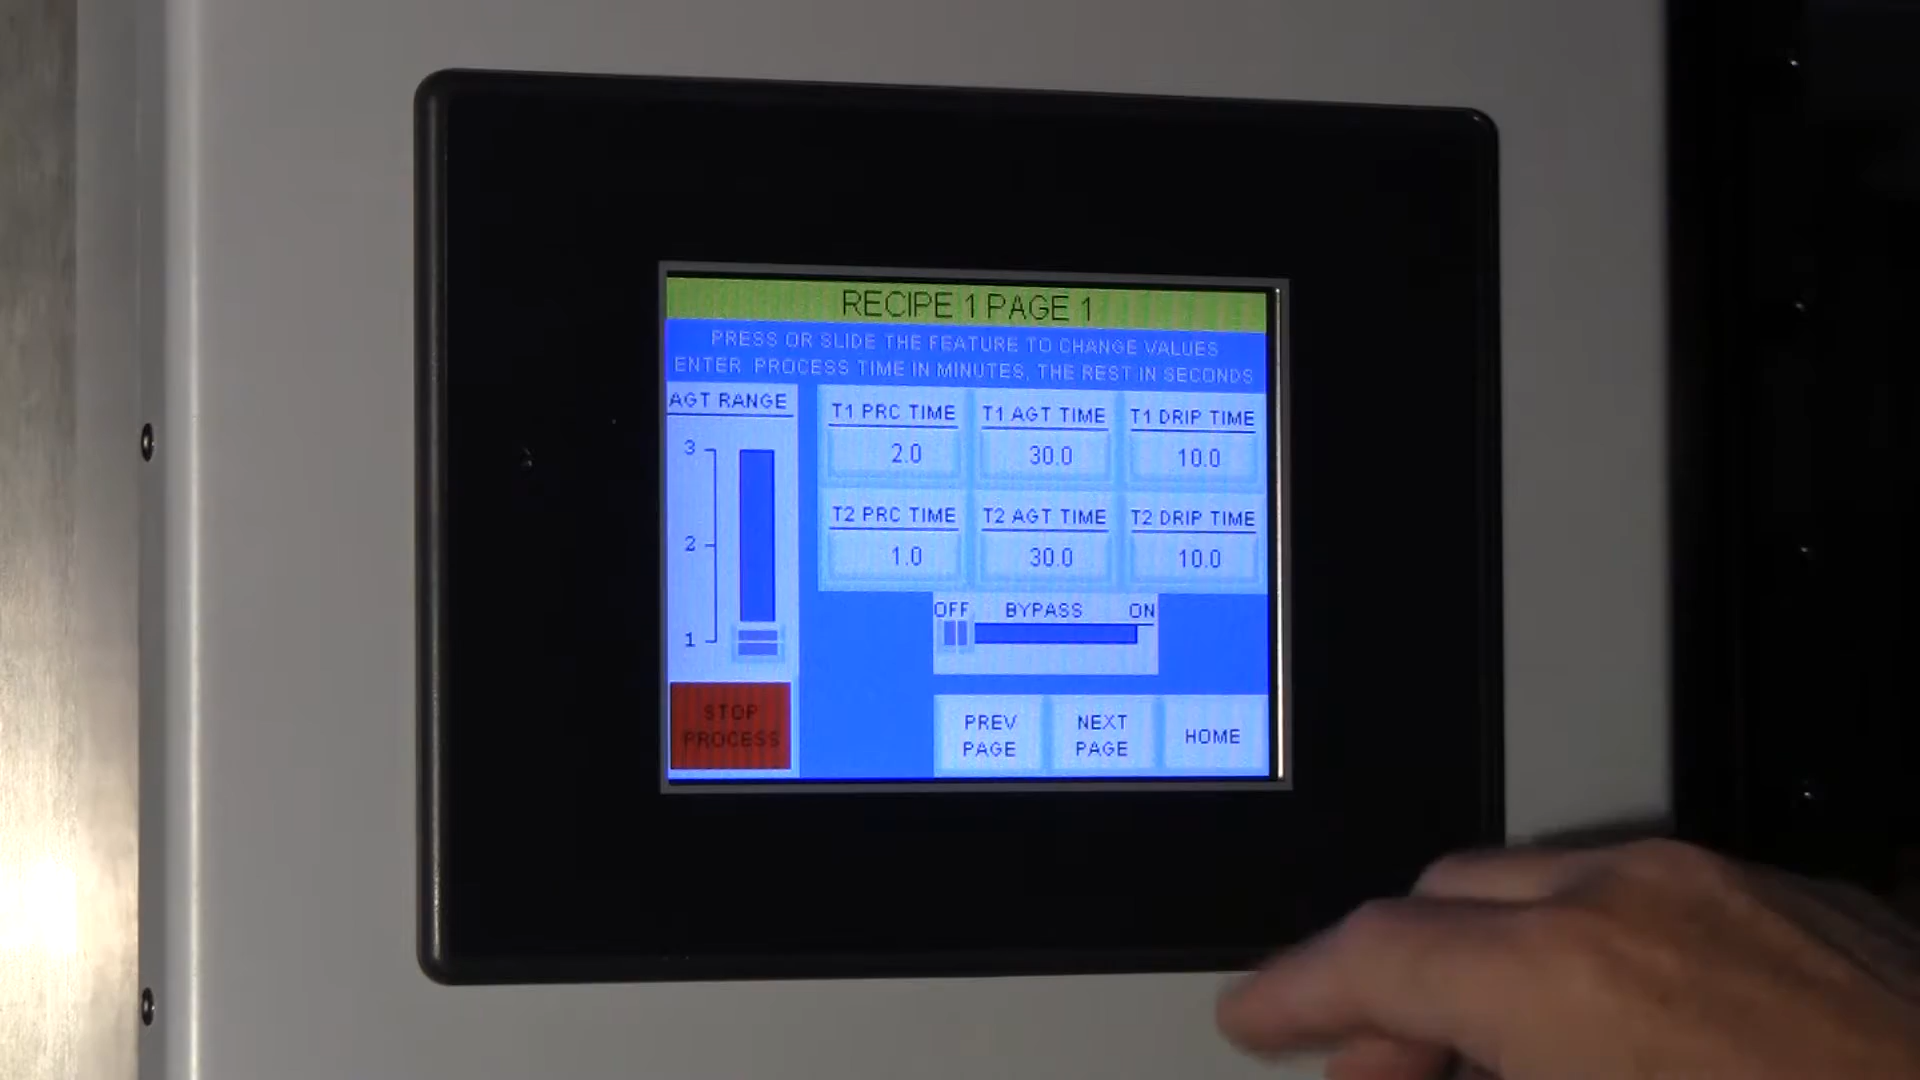 RECIPE 1 PAGE 1
PRESS OR SLIDE THE FEATURE TO CHANGE VALUES
ENTER PROCESS TIME IN MINUTES, THE REST IN SECONDS
AGT RANGE
3
2
1
T1 PRC TIME
2.0
T1 AGT TIME
30.0
T1 DRIP TIME
10.0
T2 PRC TIME
1.0
T2 AGT TIME
30.0
T2 DRIP TIME
10.0
OFF BYPASS ON
STOP
PROCESS
PREV
PAGE
NEXT
PAGE
HOME